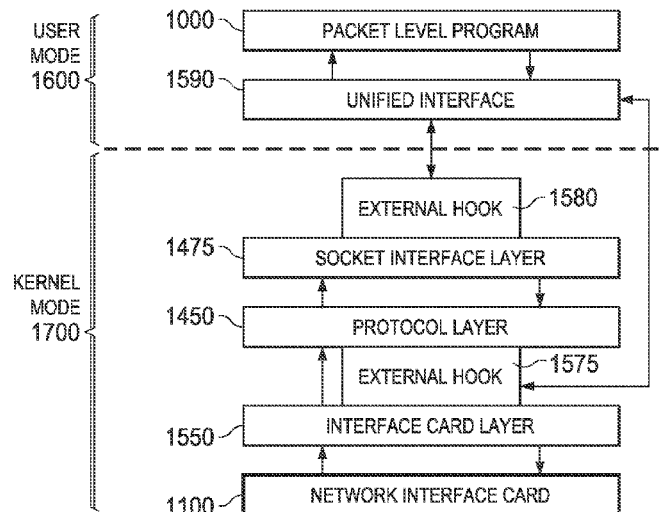 USER
MODE
1600
1000
PACKET LEVEL PROGRAM
1590
UNIFIED INTERFACE
KERNEL
MODE
1700
EXTERNAL HOOK
1580
1475
SOCKET INTERFACE LAYER
1450
PROTOCOL LAYER
EXTERNAL HOOK
1575
1550
INTERFACE CARD LAYER
1100
NETWORK INTERFACE CARD